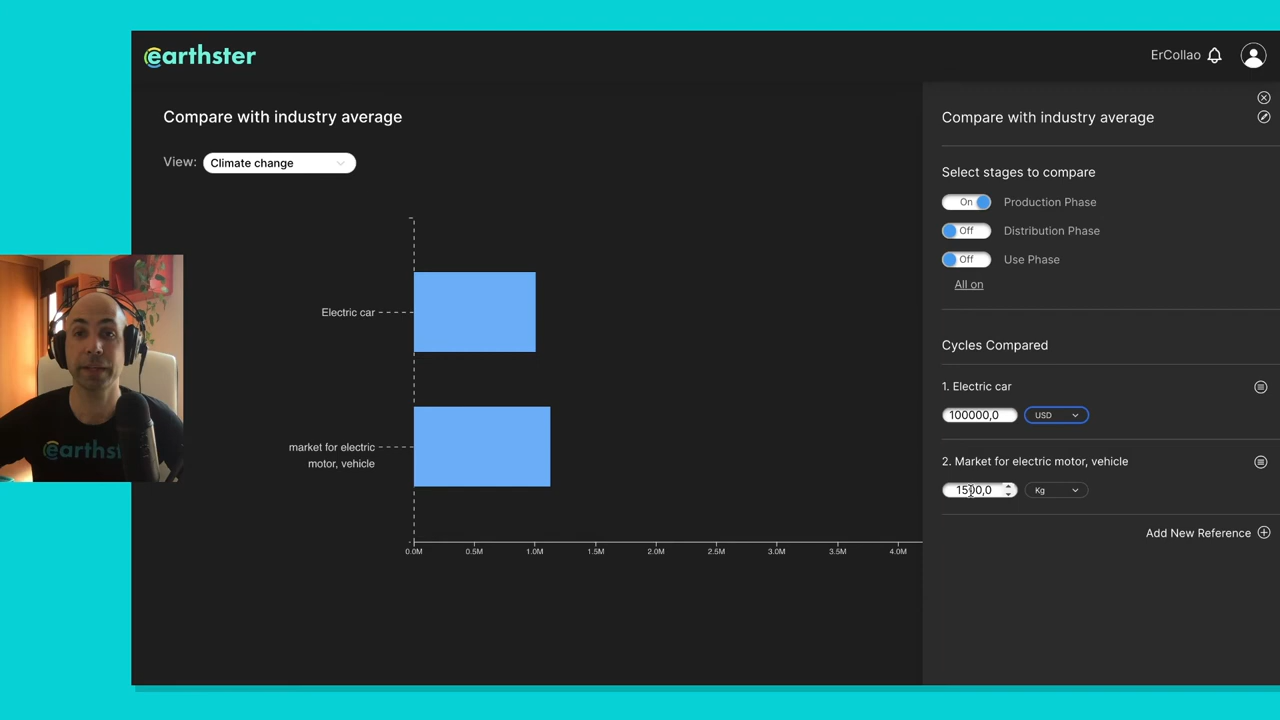 earthster
ErCollao
Compare with industry average
View:
Climate change
Electric car
market for electric
motor, vehicle
0.0M
0.5M
1.0M
1.5M
2.0M
2.5M
3.0M
3.5M
4.0M
Compare with industry average
Select stages to compare
On
Production Phase
Off
Distribution Phase
Off
Use Phase
All on
Cycles Compared
1. Electric car
100000,0
USD
2. Market for electric motor, vehicle
1500,0
Kg
Add New Reference
earthst